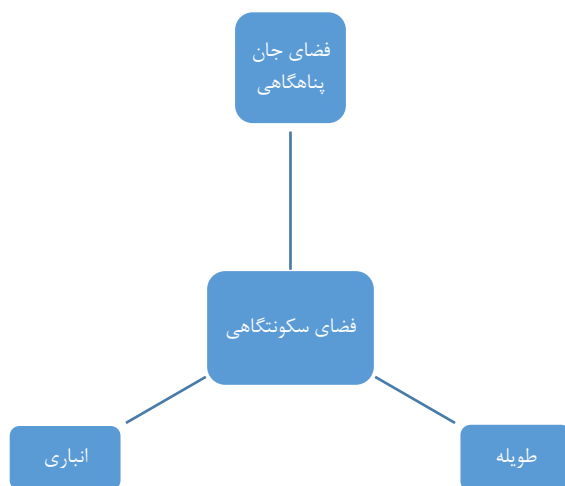 فضای جان
پناهگاهی
فضای سکونتگاهی
طویله
انباری